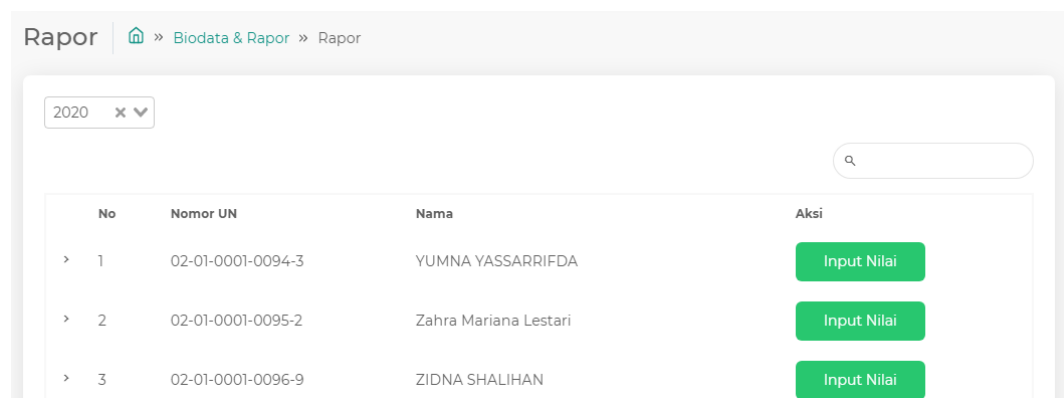 Rapor » Biodata & Rapor » Rapor
2020
No Nomor UN Nama Aksi
1 02-01-0001-0094-3 YUMNA YASSARRIFDA Input Nilai
2 02-01-0001-0095-2 Zahra Mariana Lestari Input Nilai
3 02-01-0001-0096-9 ZIDNA SHALIHAN Input Nilai